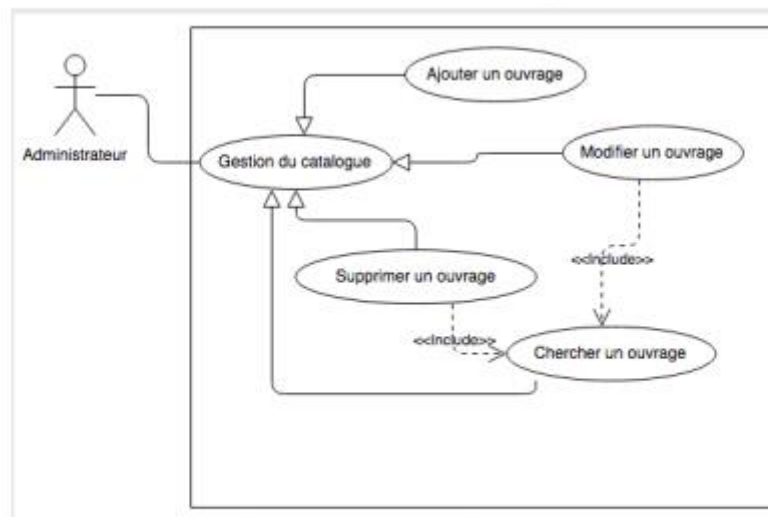 Ajouter un ouvrage
Administrateur
Gestion du catalogue
Modifier un ouvrage
<<Include>>
Supprimer un ouvrage
<<Include>>
Chercher un ouvrage